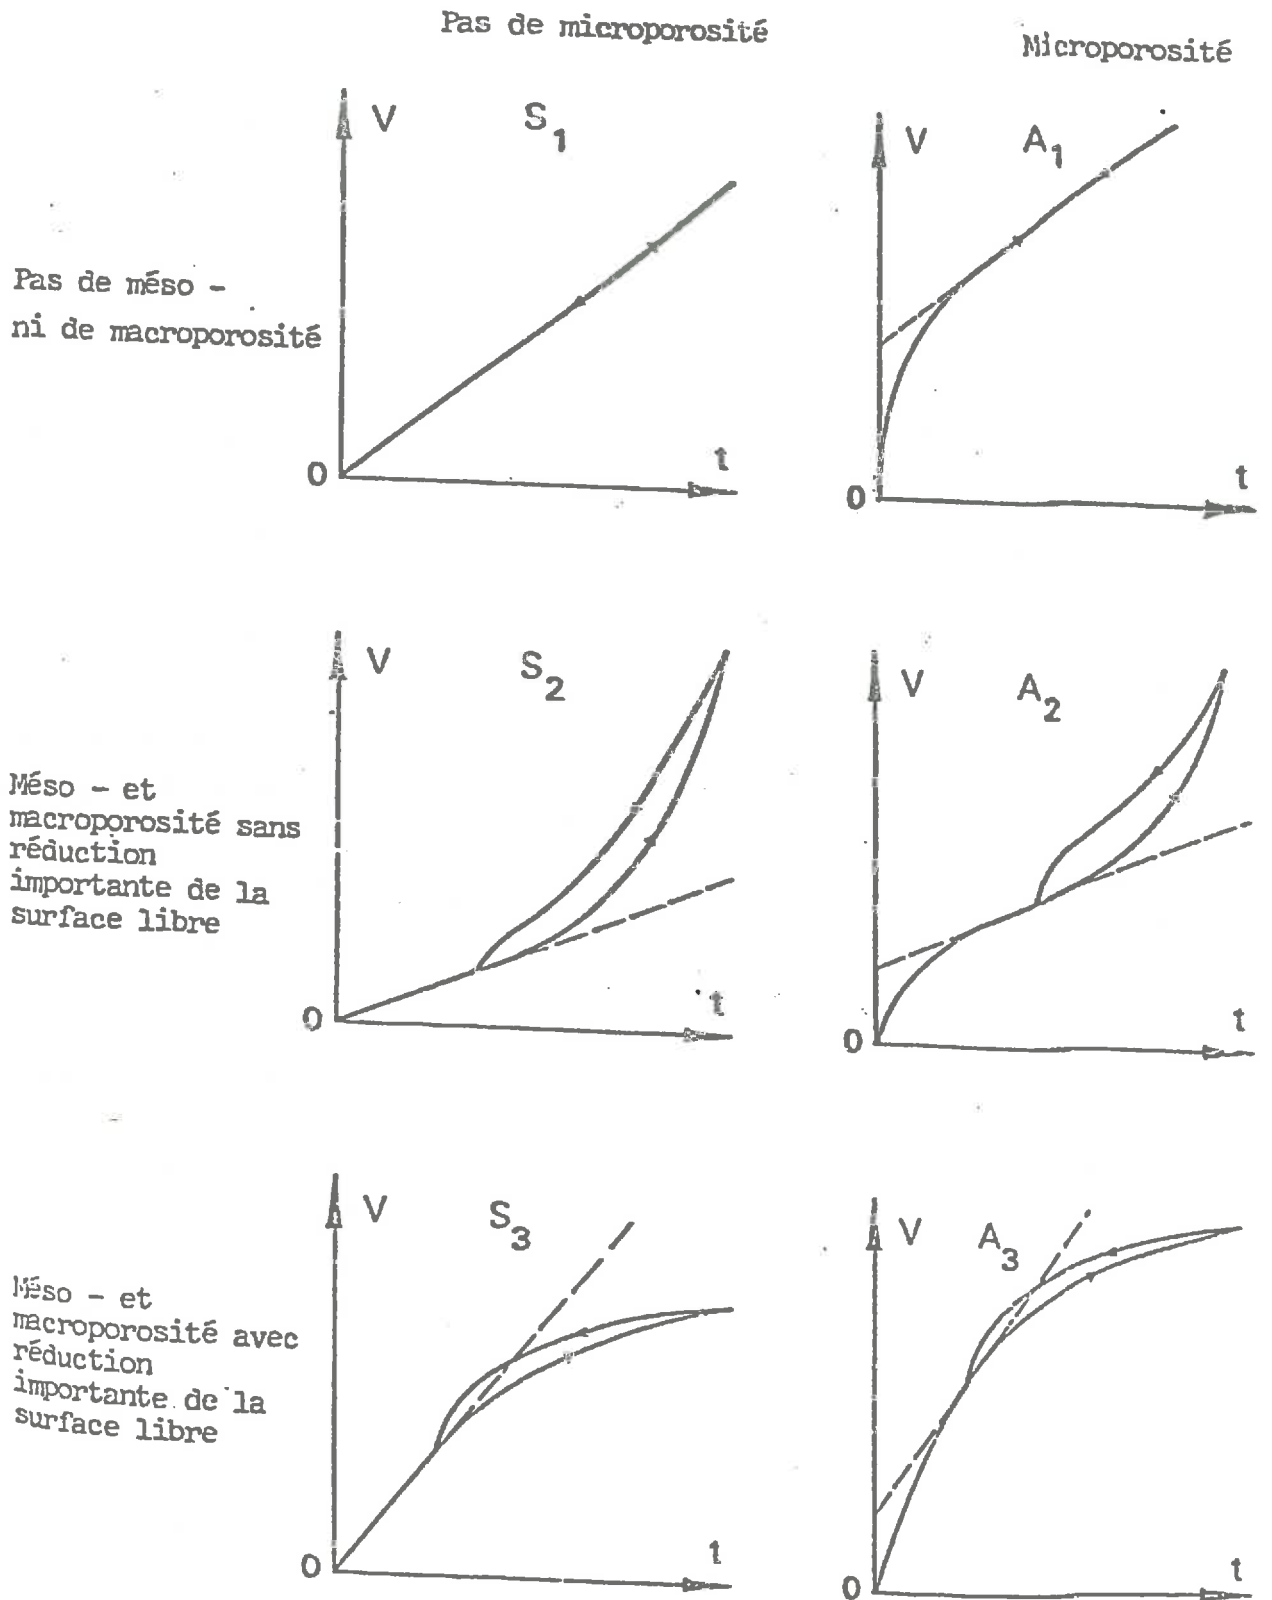 Pas de microporosité
Microporosité
V
S1
V
A1
Pas de méso -
ni de macroporosité
0
t
0
t
V
S2
V
A2
Méso - et
macroporosité sans
réduction
importante de la
surface libre
0
t
0
t
V
S3
V
A3
Méso - et
macroporosité avec
réduction
importante de la
surface libre
0
t
0
t